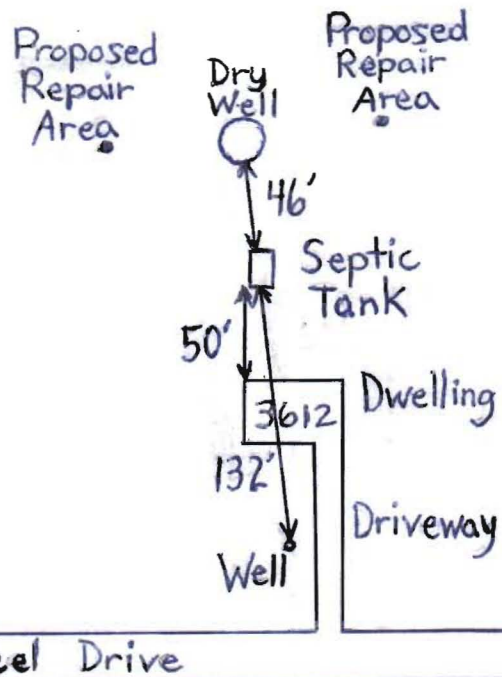 Proposed
Repair
Area
Proposed
Repair
Area
Dry
Well
46'
Septic
Tank
50'
Dwelling
3612
132'
Driveway
Well
Drive